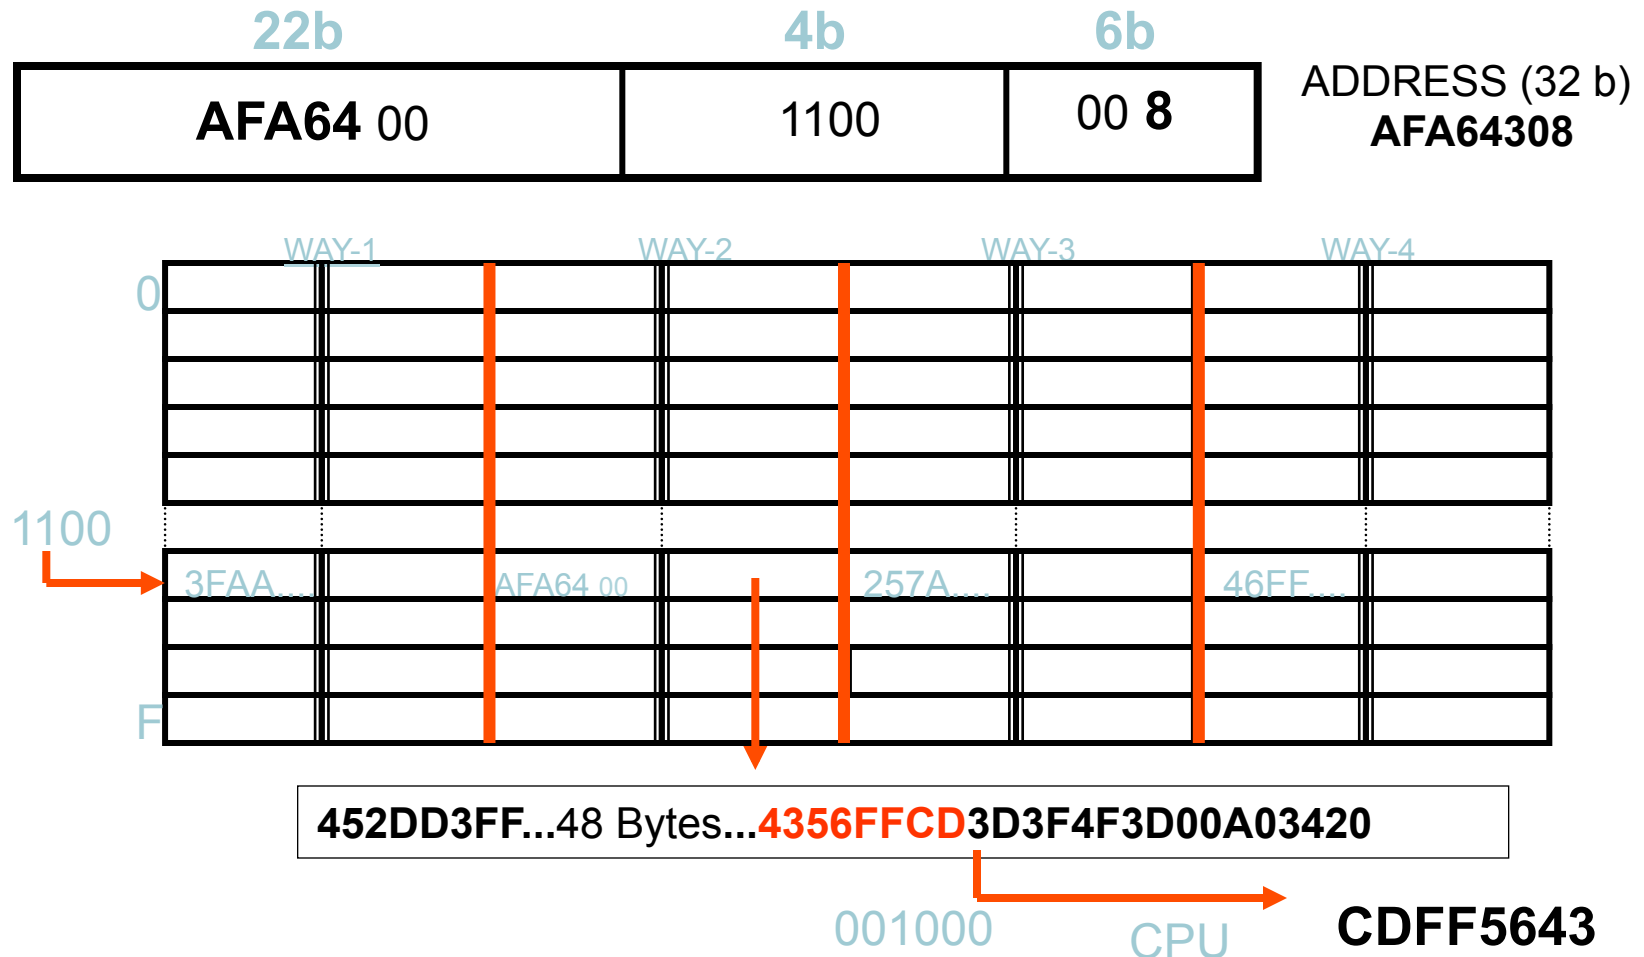 22b 4b 6b
AFA64 00 1100 00 8 ADDRESS (32 b)
AFA64308
WAY-1 WAY-2 WAY-3 WAY-4
0
1100
3FAA.... AFA64 00 257A.... 46FF....
F
452DD3FF...48 Bytes...4356FFCD3D3F4F3D00A03420
001000 CPU CDFF5643